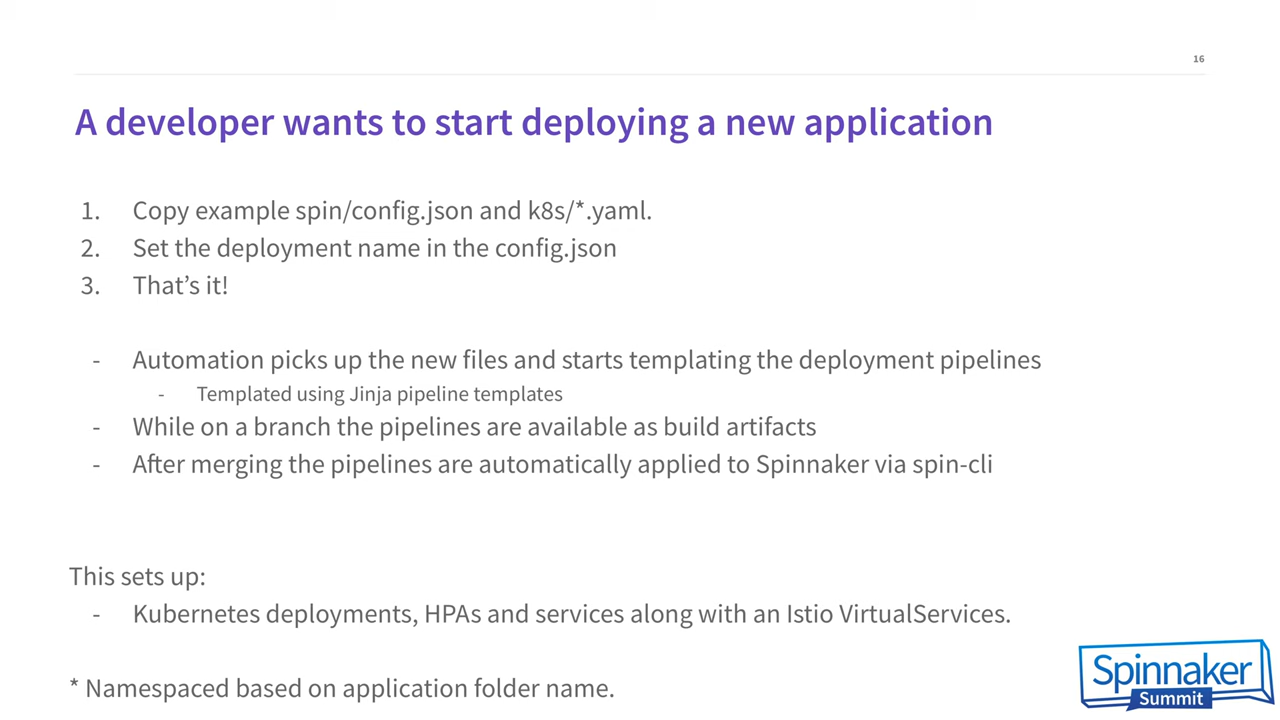 16
A developer wants to start deploying a new application
1. Copy example spin/config.json and k8s/*.yaml.
2. Set the deployment name in the config.json
3. That’s it!
- Automation picks up the new files and starts templating the deployment pipelines
- Templated using Jinja pipeline templates
- While on a branch the pipelines are available as build artifacts
- After merging the pipelines are automatically applied to Spinnaker via spin-cli
This sets up:
- Kubernetes deployments, HPAs and services along with an Istio VirtualServices.
* Namespaced based on application folder name.
Spinnaker
Summit